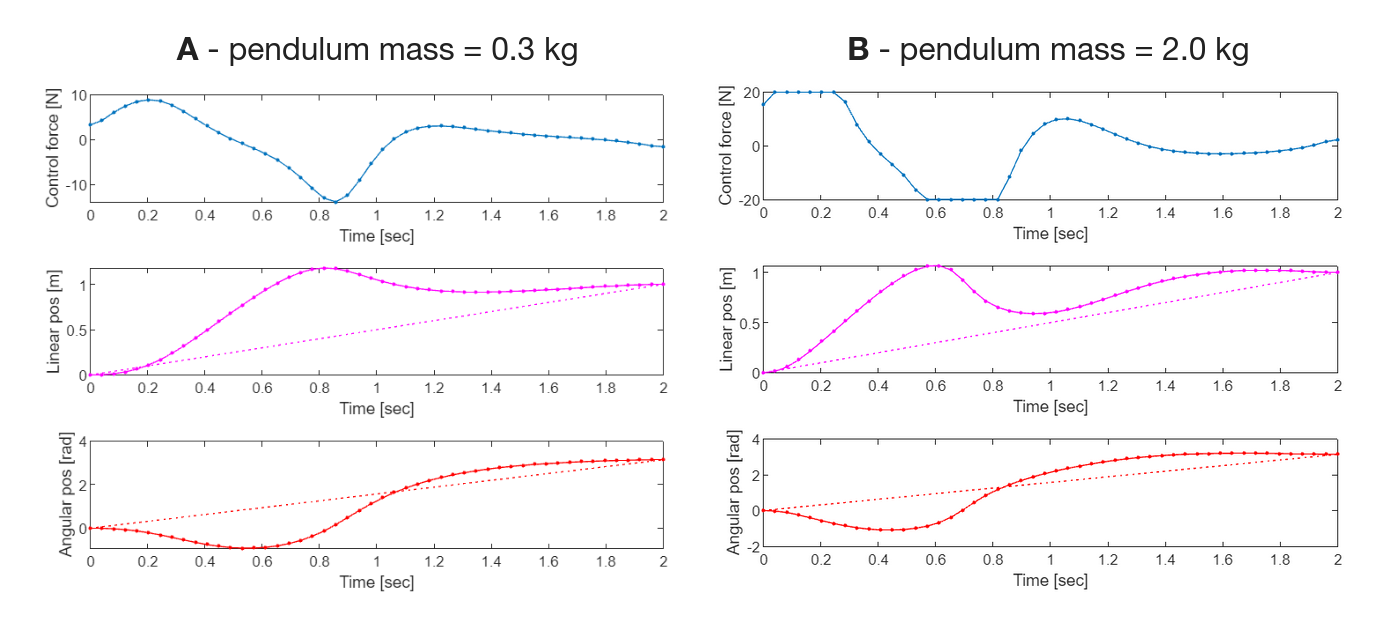 A - pendulum mass = 0.3 kg
Control force [N]
10
0
-10
0 0.2 0.4 0.6 0.8 1 1.2 1.4 1.6 1.8 2
Time [sec]
Linear pos [m]
1
0.5
0
0 0.2 0.4 0.6 0.8 1 1.2 1.4 1.6 1.8 2
Time [sec]
Angular pos [rad]
4
2
0
0 0.2 0.4 0.6 0.8 1 1.2 1.4 1.6 1.8 2
Time [sec]
B - pendulum mass = 2.0 kg
Control force [N]
20
0
-20
0 0.2 0.4 0.6 0.8 1 1.2 1.4 1.6 1.8 2
Time [sec]
Linear pos [m]
1
0.5
0
0 0.2 0.4 0.6 0.8 1 1.2 1.4 1.6 1.8 2
Time [sec]
Angular pos [rad]
4
2
0
-2
0 0.2 0.4 0.6 0.8 1 1.2 1.4 1.6 1.8 2
Time [sec]